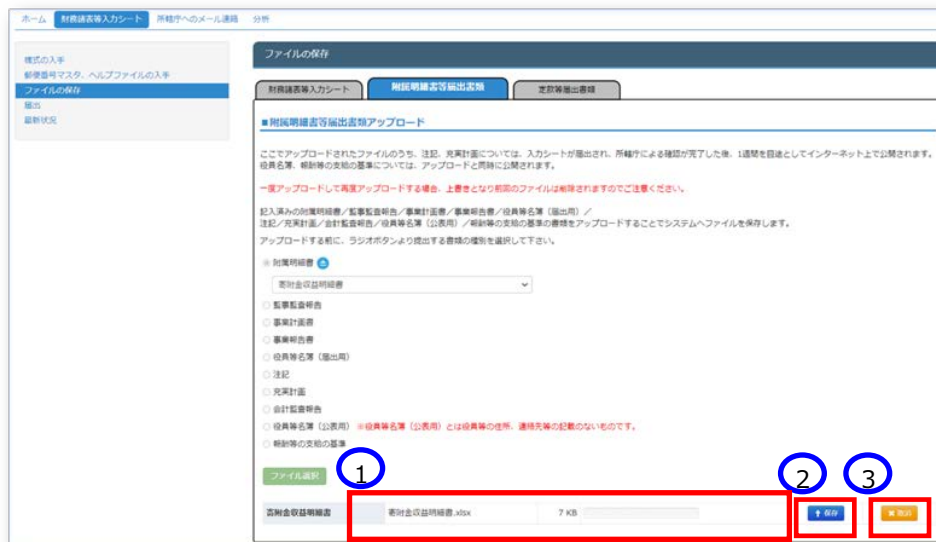 ホーム 財務諸表等入力シート 所轄庁へのメール連絡 分析
様式の入手
郵便番号マスタ、ヘルプファイルの入手
ファイルの保存
届出
最新状況
ファイルの保存
財務諸表等入力シート 附属明細書等届出書類 定款等届出書類
■附属明細書等届出書類アップロード
ここでアップロードされたファイルのうち、注記、充実計画については、入力シートが届出され、所轄庁による確認が完了した後、1週間を目途としてインターネット上で公開されます。
役員名簿、報酬等の支給の基準については、アップロードと同時に公開されます。
一度アップロードして再度アップロードする場合、上書きとなり前回のファイルは削除されますのでご注意ください。
記入済みの附属明細書/監事監査報告/事業計画書/事業報告書/役員等名簿（届出用）/
注記/充実計画/会計監査報告/役員等名簿（公表用）/報酬等の支給の基準の書類をアップロードすることでシステムへファイルを保存します。
アップロードする前に、ラジオボタンより提出する書類の種別を選択して下さい。
附属明細書
寄附金収益明細書
監事監査報告
事業計画書
事業報告書
役員等名簿（届出用）
注記
充実計画
会計監査報告
役員等名簿（公表用） ※役員等名簿（公表用）とは役員等の住所、連絡先等の記載のないものです。
報酬等の支給の基準
ファイル選択 1 2 3
寄附金収益明細書 寄附金収益明細書.xlsx 7 KB 保存 取消